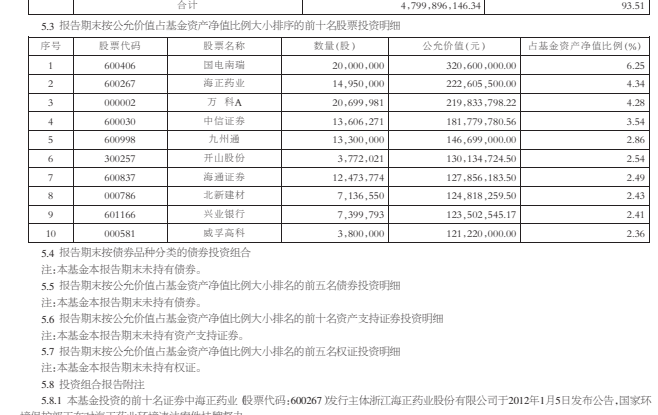 合计 4,799,896,146.34 93.51
5.3 报告期末按公允价值占基金资产净值比例大小排序的前十名股票投资明细
序号 股票代码 股票名称 数量(股) 公允价值(元) 占基金资产净值比例(%)
1 600406 国电南瑞 20,000,000 320,600,000.00 6.25
2 600267 海正药业 14,950,000 222,605,500.00 4.34
3 000002 万 科A 20,699,981 219,833,798.22 4.28
4 600030 中信证券 13,606,271 181,779,780.56 3.54
5 600998 九州通 13,300,000 146,699,000.00 2.86
6 300257 开山股份 3,772,021 130,134,724.50 2.54
7 600837 海通证券 12,473,774 127,856,183.50 2.49
8 000786 北新建材 7,136,550 124,818,259.50 2.43
9 601166 兴业银行 7,399,793 123,502,545.17 2.41
10 000581 威孚高科 3,800,000 121,220,000.00 2.36
5.4 报告期末按债券品种分类的债券投资组合
注:本基金本报告期末未持有债券。
5.5 报告期末按公允价值占基金资产净值比例大小排名的前五名债券投资明细
注:本基金本报告期末未持有债券。
5.6 报告期末按公允价值占基金资产净值比例大小排名的前十名资产支持证券投资明细
注:本基金本报告期末未持有资产支持证券。
5.7 报告期末按公允价值占基金资产净值比例大小排名的前五名权证投资明细
注:本基金本报告期末未持有权证。
5.8 投资组合报告附注
5.8.1 本基金投资的前十名证券中海正药业(股票代码:600267)发行主体浙江海正药业股份有限公司于2012年1月5日发布公告,国家环